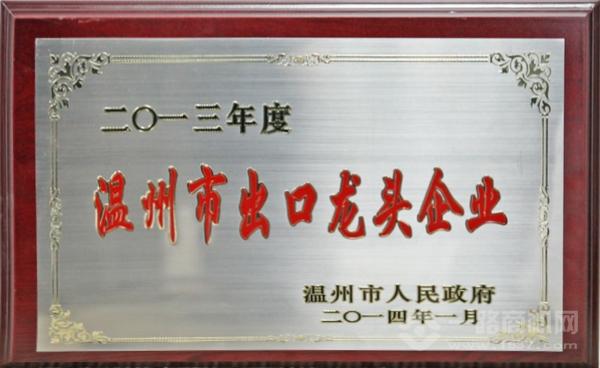 二〇一三年度
温州市出口龙头企业
温州市人民政府
二〇一四年一月